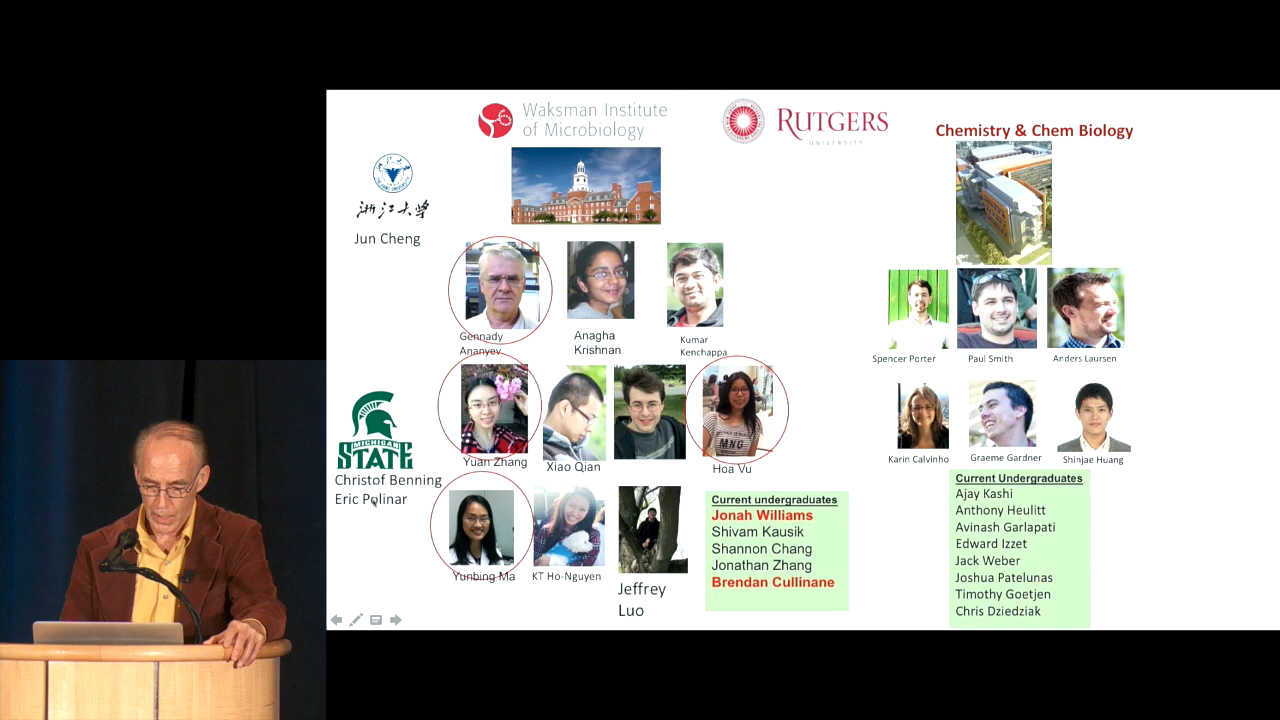 Waksman Institute
of Microbiology
RUTGERS
UNIVERSITY
Chemistry & Chem Biology
浙江大学
Jun Cheng
Gennady
Ananyev
Anagha
Krishnan
Kumar
Kenchappa
Spencer Porter
Paul Smith
Anders Laursen
MNG
MICHIGAN
STATE
Christof Benning
Eric Polinar
Yuan Zhang
Xiao Qian
Hoa Vu
Karin Calvinho
Graeme Gardner
Shinjae Huang
Yunbing Ma
KT Ho-Nguyen
Jeffrey
Luo
Current undergraduates
Jonah Williams
Shivam Kausik
Shannon Chang
Jonathan Zhang
Brendan Cullinane
Current Undergraduates
Ajay Kashi
Anthony Heulitt
Avinash Garlapati
Edward Izzet
Jack Weber
Joshua Patelunas
Timothy Goetjen
Chris Dziedziak